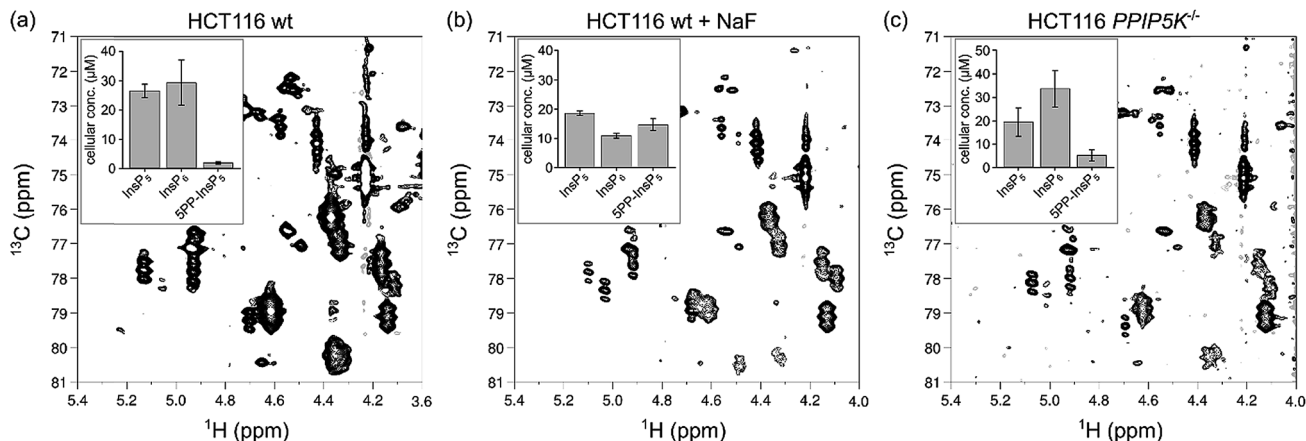 (a) HCT116 wt
71
72
73
74
75
76
77
78
79
80
81
13C (ppm)
40
30
20
10
0
cellular conc. (µM)
InsP5
InsP6
5PP-InsP5
5.4 5.2 5.0 4.8 4.6 4.4 4.2 3.6
1H (ppm)
(b) HCT116 wt + NaF
71
72
73
74
75
76
77
78
79
80
81
13C (ppm)
40
30
20
10
0
cellular conc. (µM)
InsP5
InsP6
5PP-InsP5
5.4 5.2 5.0 4.8 4.6 4.4 4.2 4.0
1H (ppm)
(c) HCT116 PPIP5K-/-
71
72
73
74
75
76
77
78
79
80
81
13C (ppm)
50
40
30
20
10
0
cellular conc. (µM)
InsP5
InsP6
5PP-InsP5
5.4 5.2 5.0 4.8 4.6 4.4 4.2 4.0
1H (ppm)